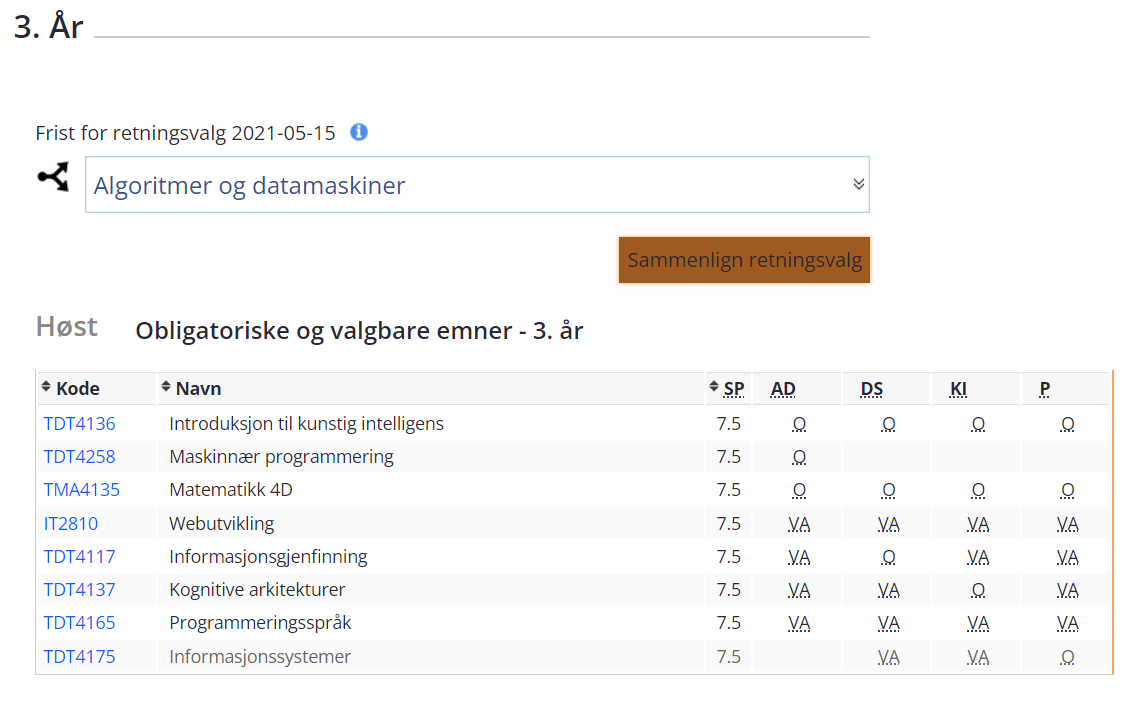 3. År
Frist for retningsvalg 2021-05-15 i
Algoritmer og datamaskiner
Sammenlign retningsvalg
Høst Obligatoriske og valgbare emner - 3. år
Kode Navn SP AD DS KI P
TDT4136 Introduksjon til kunstig intelligens 7.5 O O O O
TDT4258 Maskinnær programmering 7.5 O
TMA4135 Matematikk 4D 7.5 O O O O
IT2810 Webutvikling 7.5 VA VA VA VA
TDT4117 Informasjonsgjenfinning 7.5 VA O VA VA
TDT4137 Kognitive arkitekturer 7.5 VA VA O VA
TDT4165 Programmeringsspråk 7.5 VA VA VA VA
TDT4175 Informasjonssystemer 7.5 VA VA O